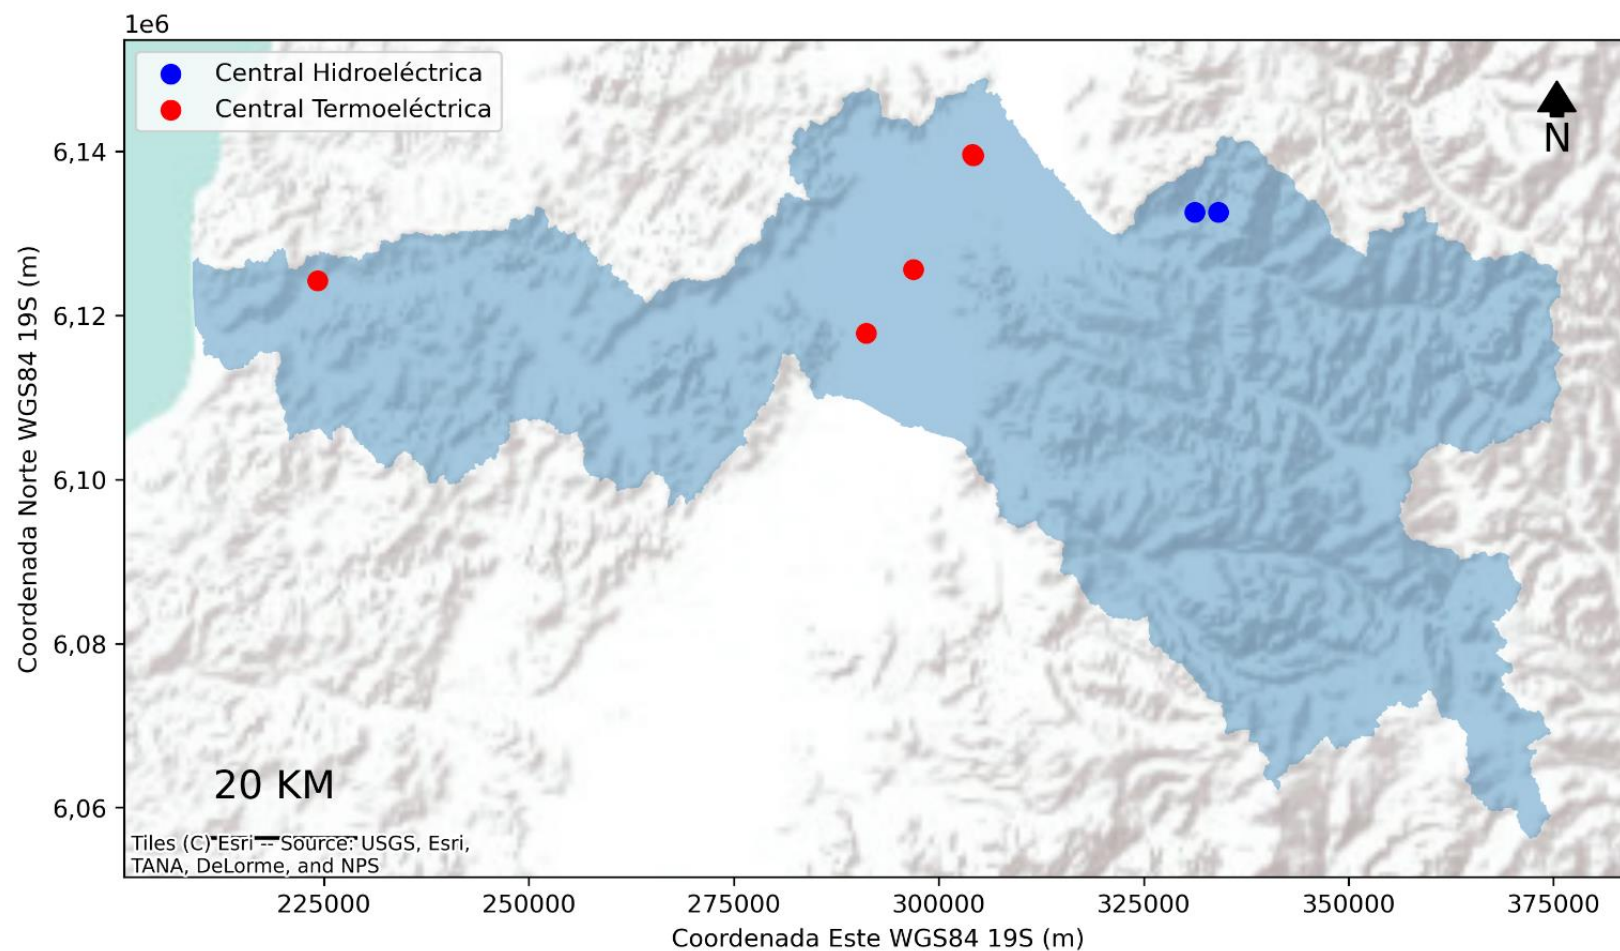 1e6
Central Hidroeléctrica
Central Termoeléctrica
N
6,14
6,12
6,10
6,08
6,06
Coordenada Norte WGS84 19S (m)
20 KM
Tiles (C) Esri -- Source: USGS, Esri,
TANA, DeLorme, and NPS
225000 250000 275000 300000 325000 350000 375000
Coordenada Este WGS84 19S (m)